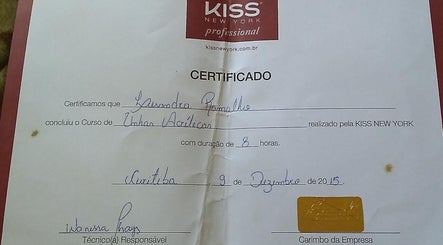 KISS
NEW YORK
professional
kissnewyork.com.br
CERTIFICADO
Certificamos que Ramalho
concluiu o Curso de Unhas Acrílicas, realizado pela KISS NEW YORK
com duração de 8 horas.
Curitiba 9 de Dezembro de 2015.
Técnico(a) Responsável
Carimbo da Empresa